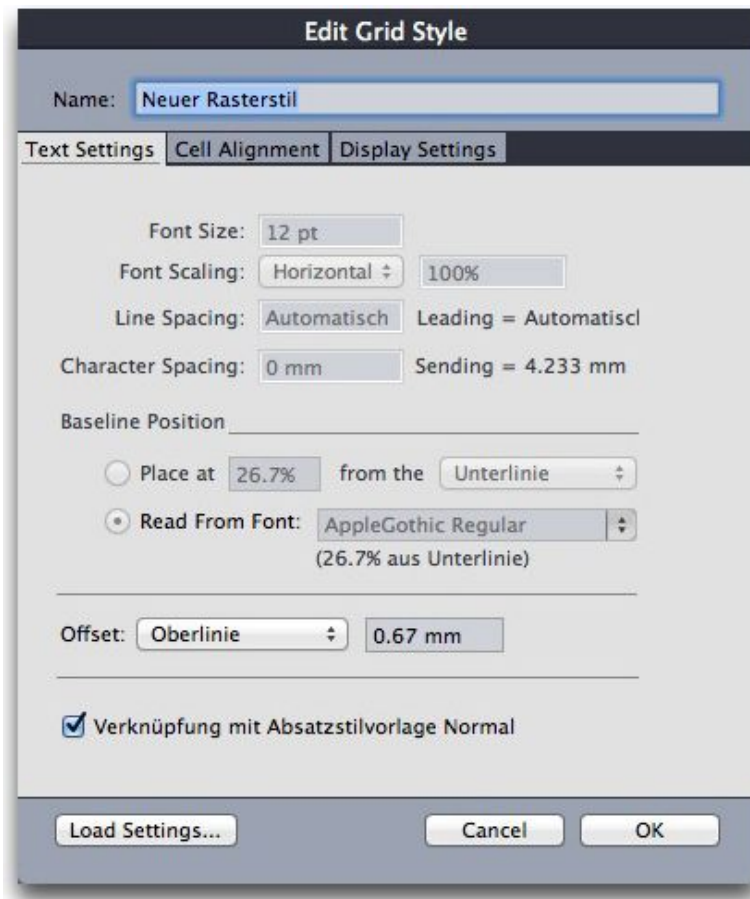 Edit Grid Style
Name: Neuer Rasterstil
Text Settings Cell Alignment Display Settings
Font Size: 12 pt
Font Scaling: Horizontal 100%
Line Spacing: Automatisch Leading = Automatiscl
Character Spacing: 0 mm Sending = 4.233 mm
Baseline Position
Place at 26.7% from the Unterlinie
Read From Font: AppleGothic Regular
(26.7% aus Unterlinie)
Offset: Oberlinie 0.67 mm
Verknüpfung mit Absatzstilvorlage Normal
Load Settings... Cancel OK